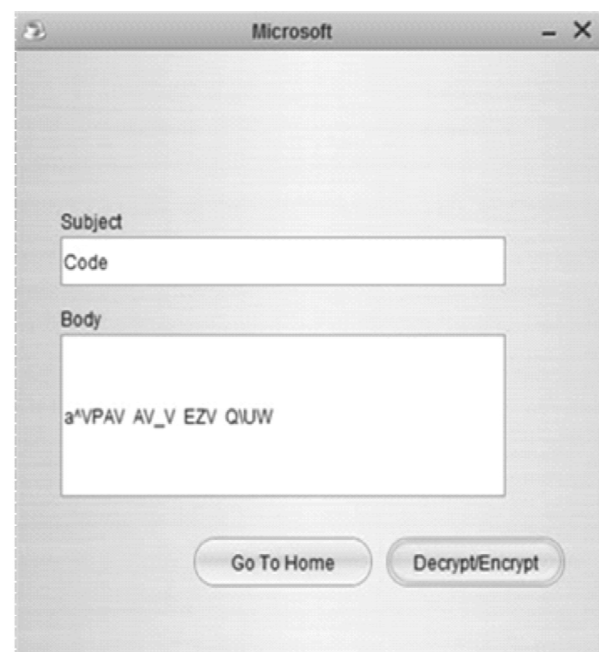 Microsoft
Subject
Code
Body
a^VPAV AV_V EZV Q\UW
Go To Home
Decrypt/Encrypt